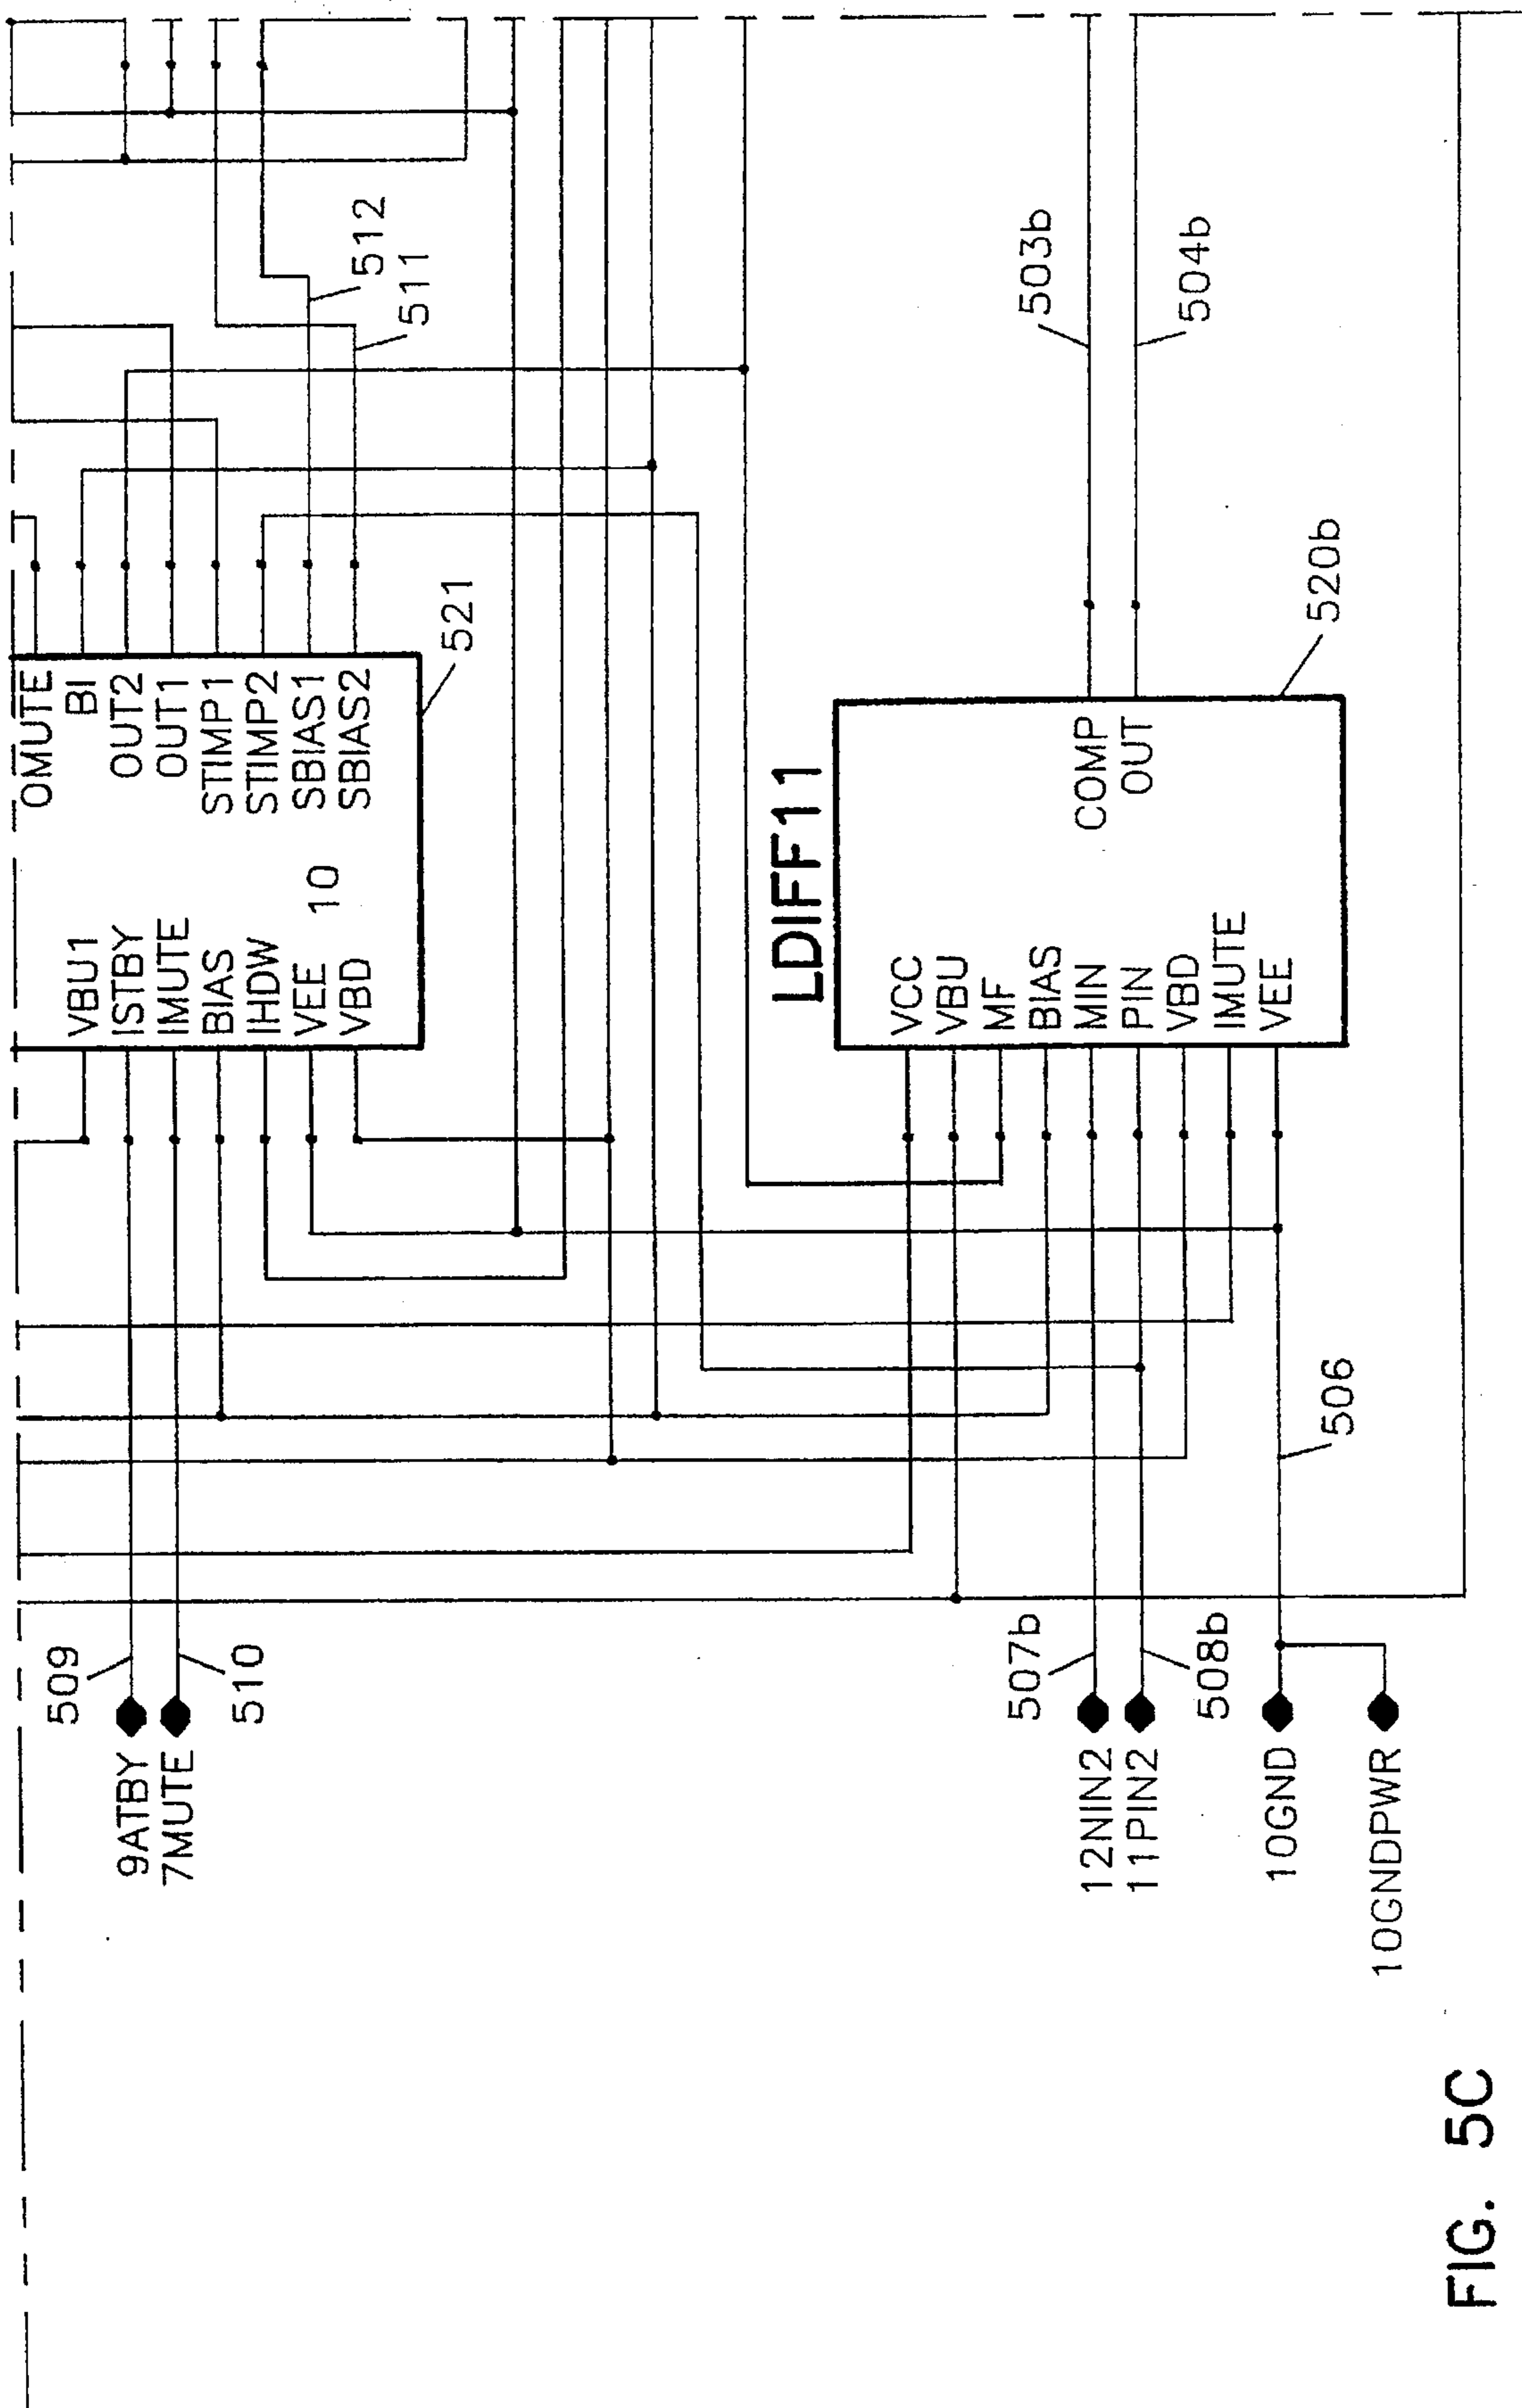 509
9ATBY
7MUTE
510
VBU1
ISTBY
IMUTE
BIAS
IHDW
VEE
VBD
10
OMUTE
BI
OUT2
OUT1
STIMP1
STIMP2
SBIAS1
SBIAS2
521
512
511
LDIFF11
VCC
VBU
MF
BIAS
MIN
PIN
VBD
IMUTE
VEE
COMP
OUT
520b
503b
504b
507b
12NIN2
11PIN2
508b
10GND
506
10GNDPWR
FIG. 5C